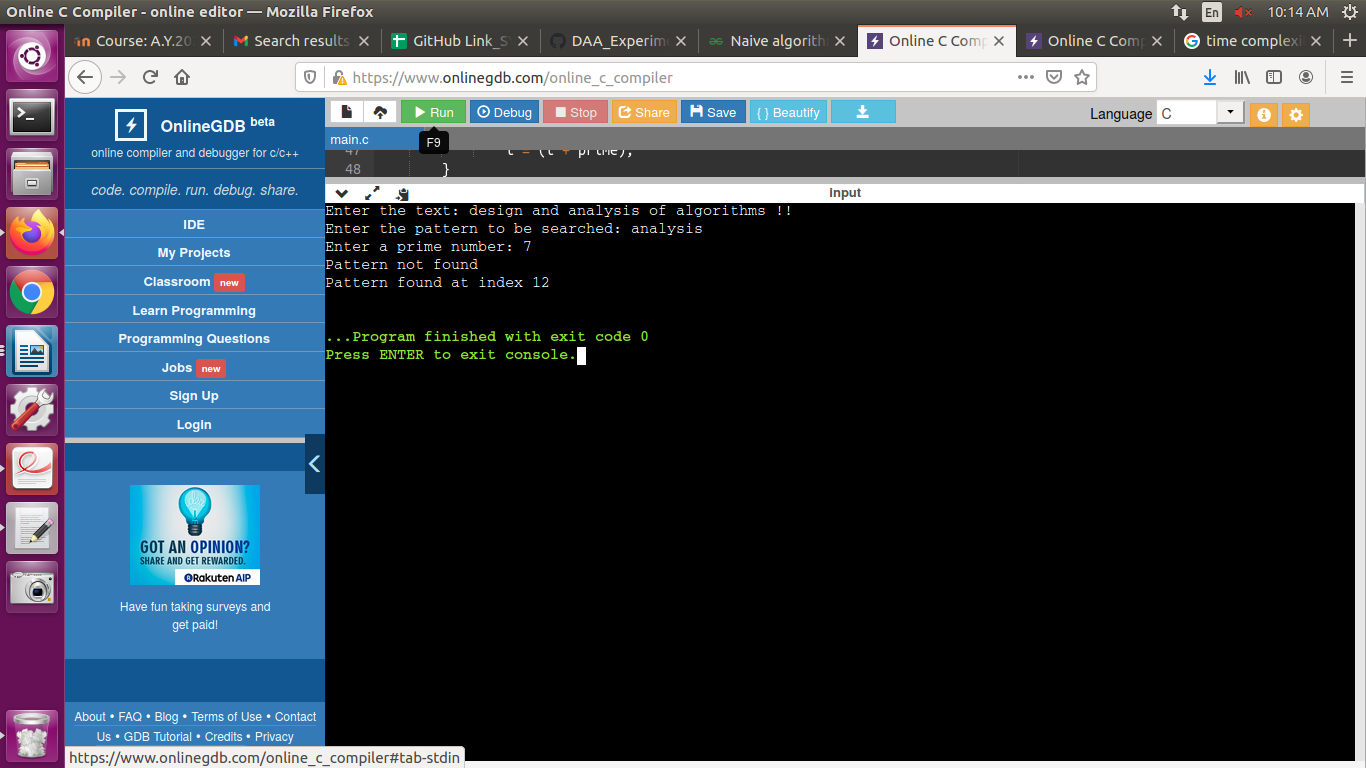 Online C Compiler - online editor — Mozilla Firefox
En
10:14 AM
Course: A.Y.20
Search results
GitHub Link_S
DAA_Experim
Naive algorith
Online C Comp
Online C Comp
time complexi
https://www.onlinegdb.com/online_c_compiler
OnlineGDB beta
online compiler and debugger for c/c++
code. compile. run. debug. share.
IDE
My Projects
Classroom new
Learn Programming
Programming Questions
Jobs new
Sign Up
Login
GOT AN OPINION?
SHARE AND GET REWARDED.
Rakuten AIP
Have fun taking surveys and
get paid!
About • FAQ • Blog • Terms of Use • Contact
Us • GDB Tutorial • Credits • Privacy
https://www.onlinegdb.com/online_c_compiler#tab-stdin
Run Debug Stop Share Save { } Beautify Language C
F9
main.c
47 t = (t + prime);
48 }
input
Enter the text: design and analysis of algorithms !!
Enter the pattern to be searched: analysis
Enter a prime number: 7
Pattern not found
Pattern found at index 12
...Program finished with exit code 0
Press ENTER to exit console.